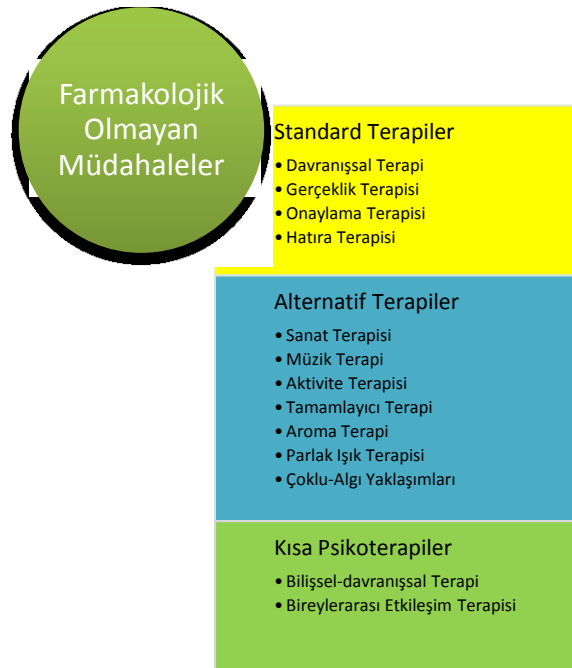 Farmakolojik
Olmayan
Müdahaleler
Standard Terapiler
• Davranışsal Terapi
• Gerçeklik Terapisi
• Onaylama Terapisi
• Hatıra Terapisi
Alternatif Terapiler
• Sanat Terapisi
• Müzik Terapi
• Aktivite Terapisi
• Tamamlayıcı Terapi
• Aroma Terapi
• Parlak Işık Terapisi
• Çoklu-Algı Yaklaşımları
Kısa Psikoterapiler
• Bilişsel-davranışsal Terapi
• Bireylerarası Etkileşim Terapisi